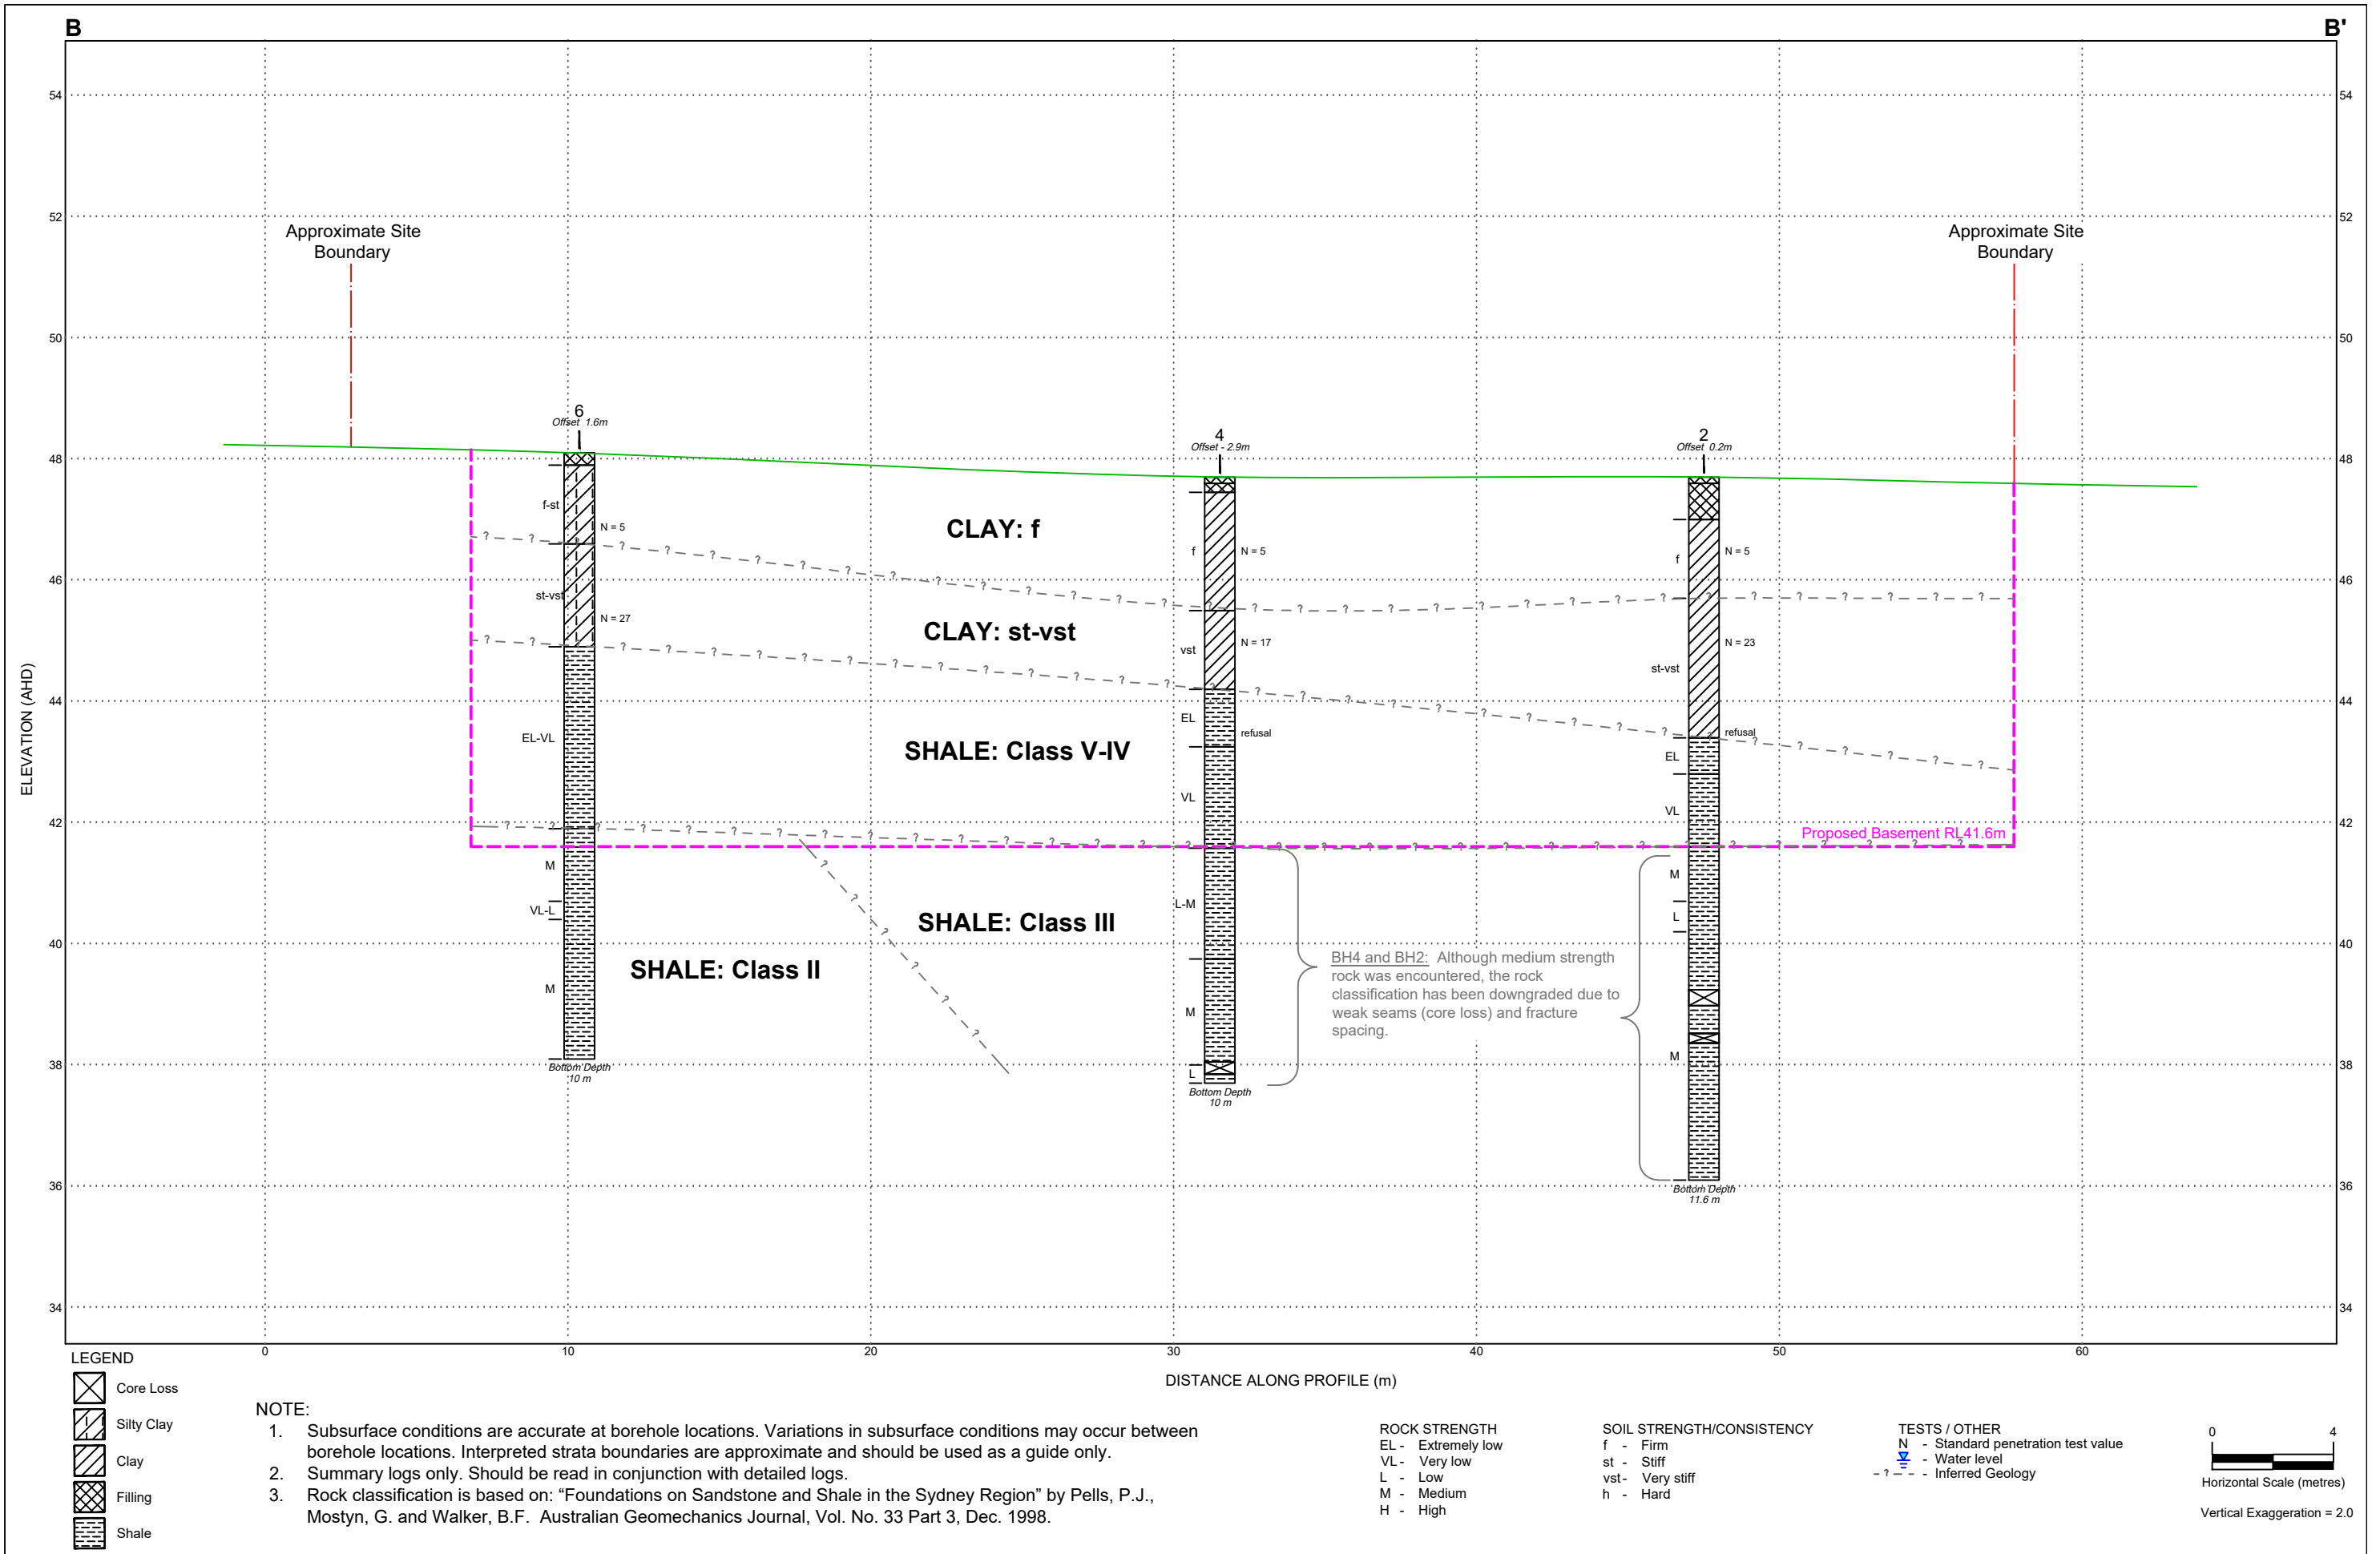 B
B'
54
54
52
52
Approximate Site
Boundary
Approximate Site
Boundary
50
50
6
Offset 1.6m
4
Offset - 2.9m
2
Offset 0.2m
48
48
f-st
N = 5
CLAY: f
f
N = 5
f
N = 5
46
46
st-vst
N = 27
CLAY: st-vst
vst
N = 17
st-vst
N = 23
44
44
EL-VL
SHALE: Class V-IV
EL
refusal
VL
refusal
EL
VL
42
42
Proposed Basement RL41.6m
M
VL-L
M
SHALE: Class II
SHALE: Class III
L-M
M
L
BH4 and BH2: Although medium strength
rock was encountered, the rock
classification has been downgraded due to
weak seams (core loss) and fracture
spacing.
M
L
M
40
40
38
38
Bottom Depth
10 m
Bottom Depth
10 m
Bottom Depth
11.6 m
36
36
34
34
ELEVATION (AHD)
0
10
20
30
40
50
60
DISTANCE ALONG PROFILE (m)
LEGEND
Core Loss
Silty Clay
Clay
Filling
Shale
NOTE:
1. Subsurface conditions are accurate at borehole locations. Variations in subsurface conditions may occur between
borehole locations. Interpreted strata boundaries are approximate and should be used as a guide only.
2. Summary logs only. Should be read in conjunction with detailed logs.
3. Rock classification is based on: “Foundations on Sandstone and Shale in the Sydney Region” by Pells, P.J.,
Mostyn, G. and Walker, B.F. Australian Geomechanics Journal, Vol. No. 33 Part 3, Dec. 1998.
ROCK STRENGTH
EL - Extremely low
VL - Very low
L - Low
M - Medium
H - High
SOIL STRENGTH/CONSISTENCY
f - Firm
st - Stiff
vst - Very stiff
h - Hard
TESTS / OTHER
N - Standard penetration test value
- Water level
- ? - - Inferred Geology
0 4
Horizontal Scale (metres)
Vertical Exaggeration = 2.0